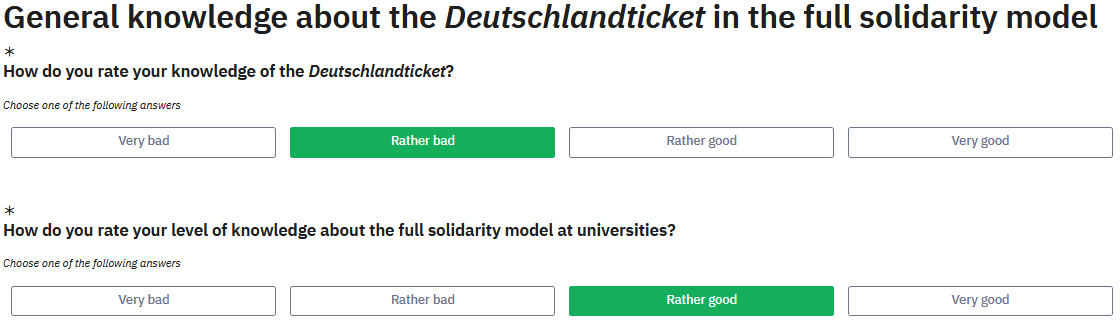 General knowledge about the Deutschlandticket in the full solidarity model
*
How do you rate your knowledge of the Deutschlandticket?
Choose one of the following answers
Very bad Rather bad Rather good Very good
*
How do you rate your level of knowledge about the full solidarity model at universities?
Choose one of the following answers
Very bad Rather bad Rather good Very good